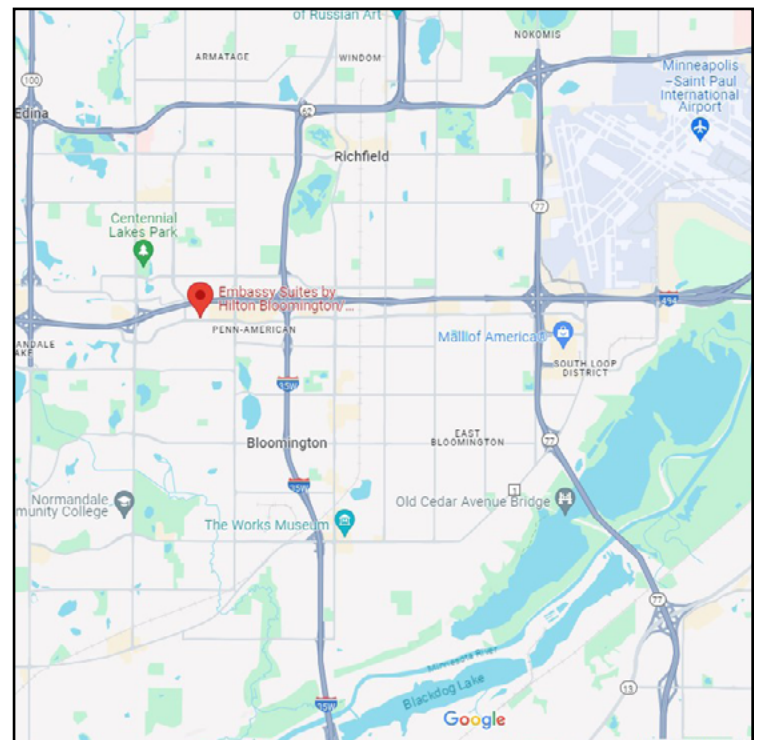 of Russian Art
NOKOMIS
ARMATAGE
WINDOM
Minneapolis
–Saint Paul
International
Airport
100
Edina
62
Richfield
77
Centennial
Lakes Park
Embassy Suites by
Hilton Bloomington/...
494
PENN-AMERICAN
Mall of America®
ANDALE
AKE
SOUTH LOOP
DISTRICT
35W
EAST
BLOOMINGTON
77
Bloomington
35W
1
Normandale
munity College
Old Cedar Avenue Bridge
The Works Museum
77
Minnesota River
13
Blackdog Lake
35W
Google